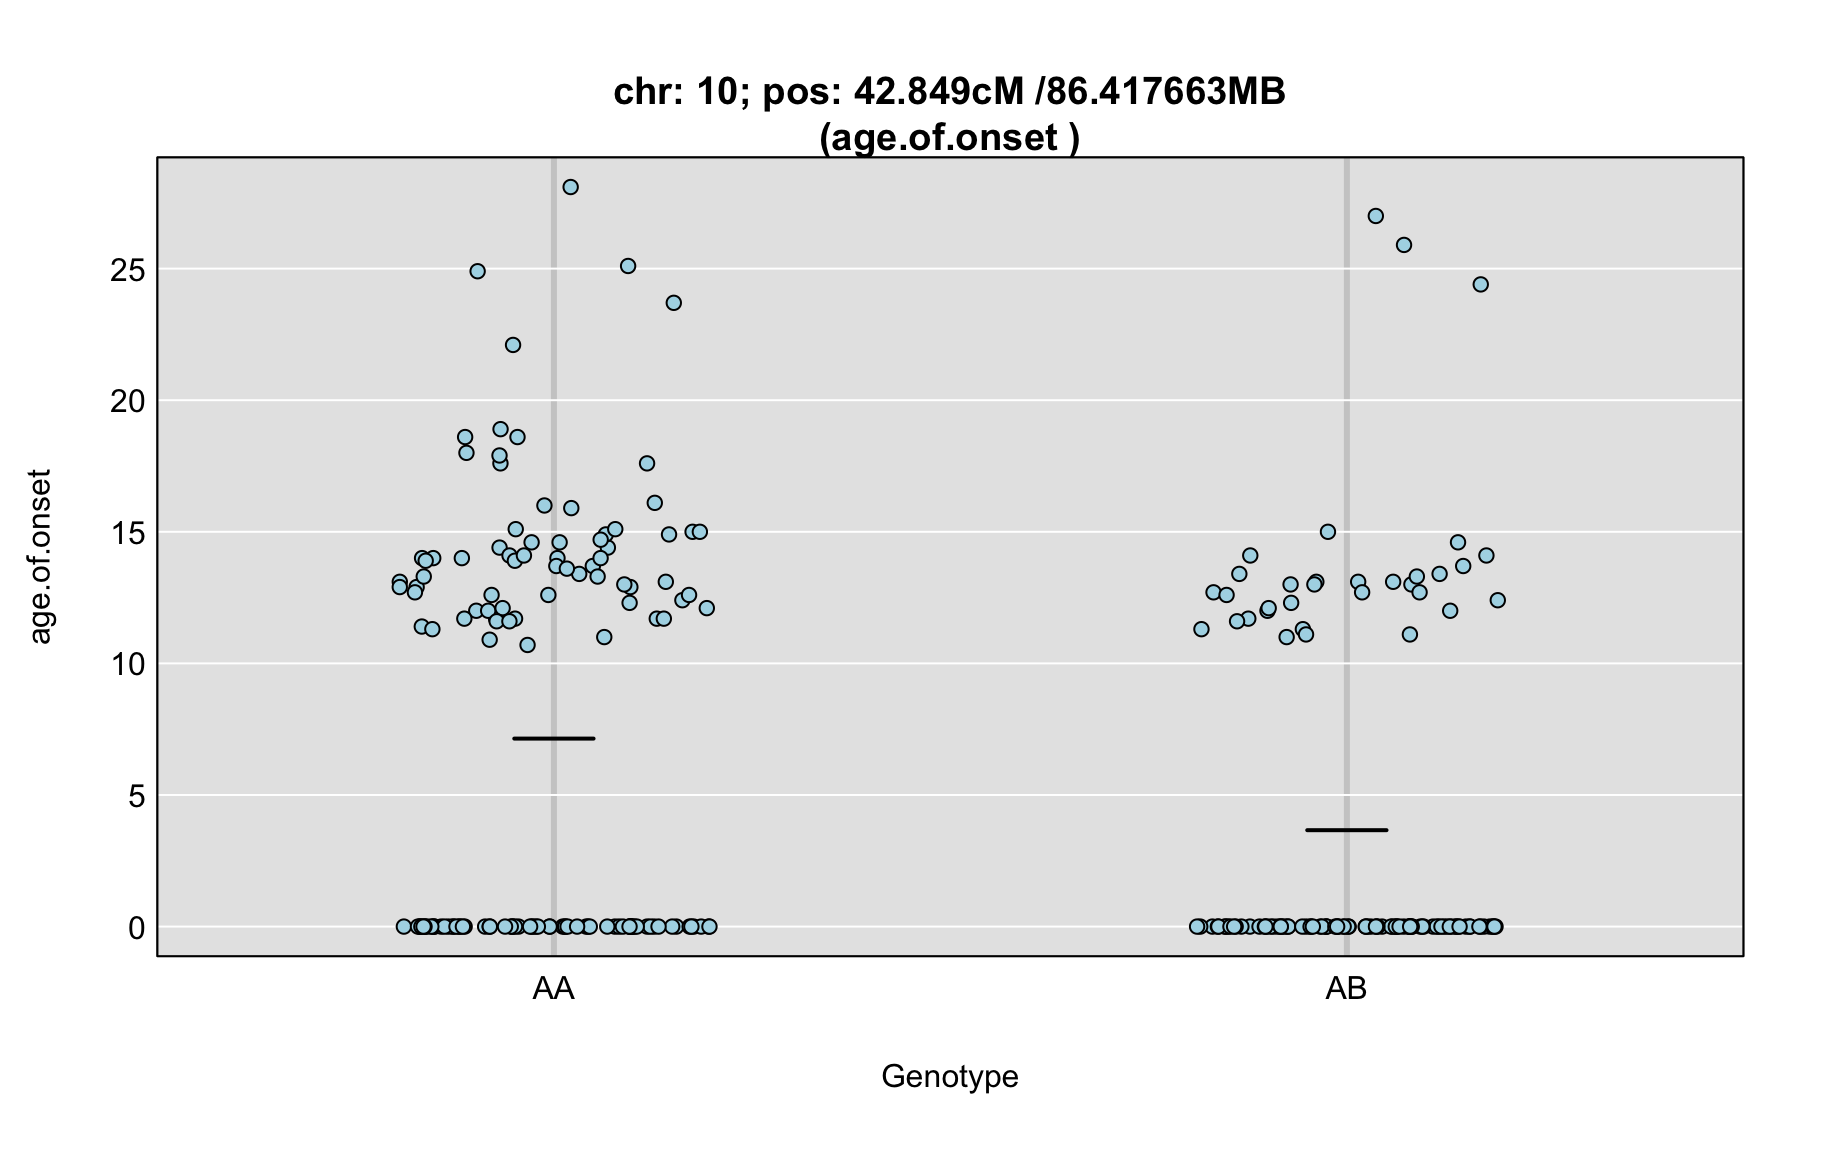 chr: 10; pos: 42.849cM /86.417663MB
(age.of.onset )
age.of.onset
25
20
15
10
5
0
AA
AB
Genotype